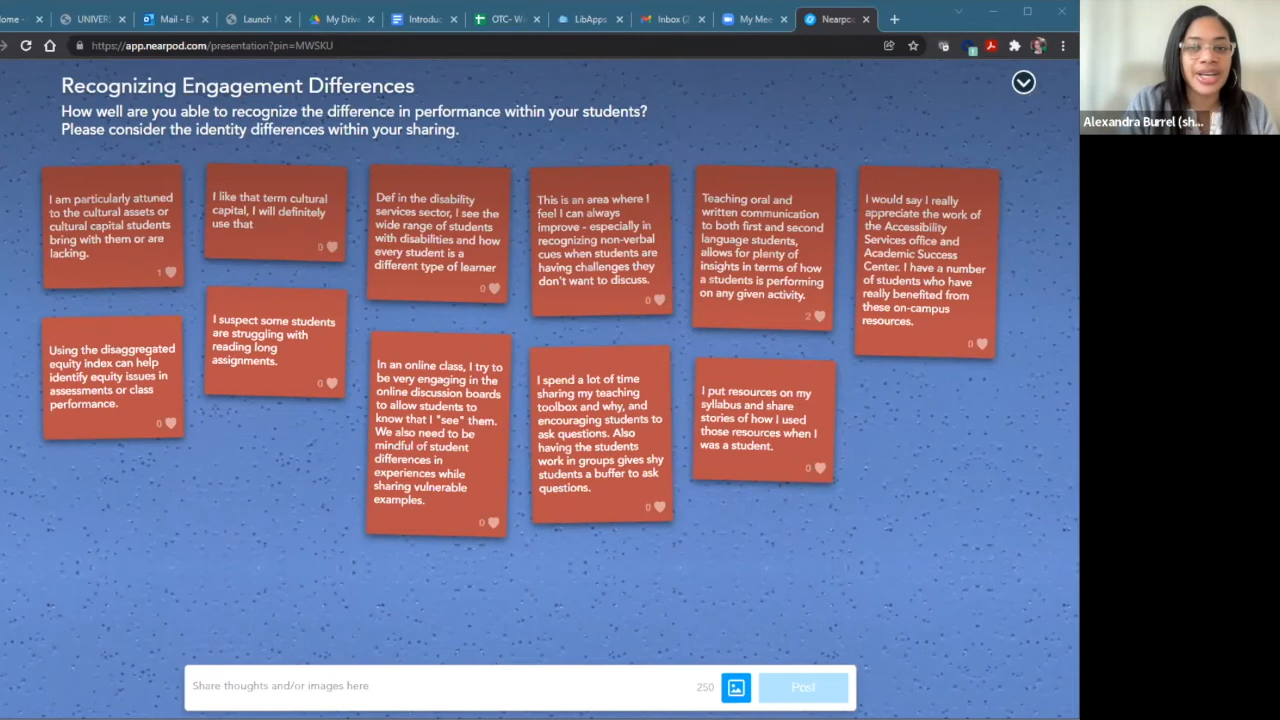 UNIVER
Mail - El
Launch
My Drive
Introduc
OTC- W
LibApps
Inbox (2
My Mee
Nearpod
https://app.nearpod.com/presentation?pin=MWSKU
Recognizing Engagement Differences
How well are you able to recognize the difference in performance within your students?
Please consider the identity differences within your sharing.
I am particularly attuned
to the cultural assets or
cultural capital students
bring with them or are
lacking.
1
I like that term cultural
capital, I will definitely
use that
0
Def in the disability
services sector, I see the
wide range of students
with disabilities and how
every student is a
different type of learner
0
This is an area where I
feel I can always
improve - especially in
recognizing non-verbal
cues when students are
having challenges they
don't want to discuss.
0
Teaching oral and
written communication
to both first and second
language students,
allows for plenty of
insights in terms of how
a students is performing
on any given activity.
2
I would say I really
appreciate the work of
the Accessibility
Services office and
Academic Success
Center. I have a number
of students who have
really benefited from
these on-campus
resources.
0
Using the disaggregated
equity index can help
identify equity issues in
assessments or class
performance.
0
I suspect some students
are struggling with
reading long
assignments.
0
In an online class, I try to
be very engaging in the
online discussion boards
to allow students to
know that I "see" them.
We also need to be
mindful of student
differences in
experiences while
sharing vulnerable
examples.
0
I spend a lot of time
sharing my teaching
toolbox and why, and
encouraging students to
ask questions. Also
having the students
work in groups gives shy
students a buffer to ask
questions.
0
I put resources on my
syllabus and share
stories of how I used
those resources when I
was a student.
0
Share thoughts and/or images here
250
Post
Alexandra Burrel (sh...